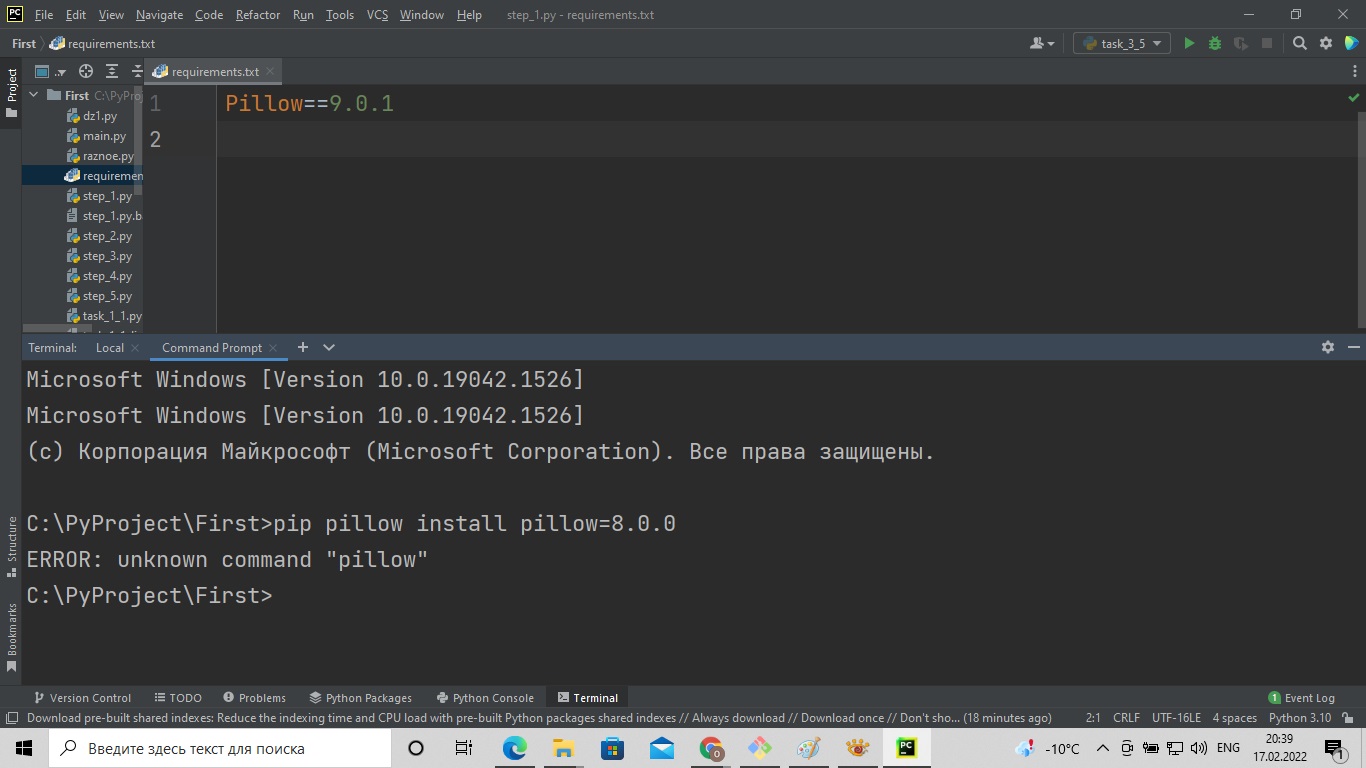 PC File Edit View Navigate Code Refactor Run Tools VCS Window Help step_1.py - requirements.txt
First requirements.txt task_3_5
Project .. requirements.txt
First C:\PyProj
dz1.py
main.py
raznoe.py
requiremen
step_1.py
step_1.py.b
step_2.py
step_3.py
step_4.py
step_5.py
task_1_1.py
1 Pillow==9.0.1
2
Terminal: Local Command Prompt
Microsoft Windows [Version 10.0.19042.1526]
Microsoft Windows [Version 10.0.19042.1526]
(c) Корпорация Майкрософт (Microsoft Corporation). Все права защищены.
C:\PyProject\First>pip pillow install pillow=8.0.0
ERROR: unknown command "pillow"
C:\PyProject\First>
Structure
Bookmarks
Version Control TODO Problems Python Packages Python Console Terminal 1 Event Log
Download pre-built shared indexes: Reduce the indexing time and CPU load with pre-built Python packages shared indexes // Always download // Download once // Don't sho... (18 minutes ago) 2:1 CRLF UTF-16LE 4 spaces Python 3.10
Введите здесь текст для поиска O PC -10°C ENG 20:39
17.02.2022 1